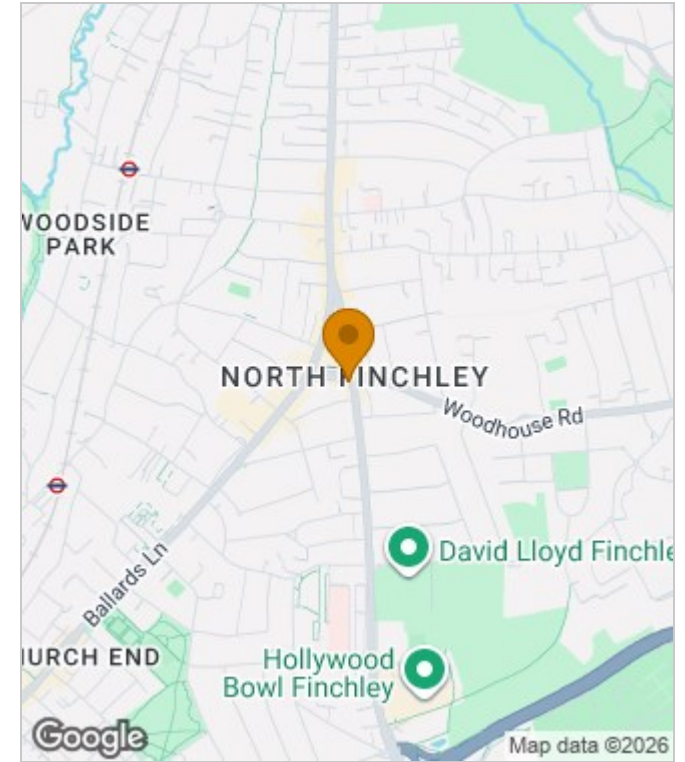 WOODSIDE
PARK
NORTH FINCHLEY
Woodhouse Rd
David Lloyd Finchle
Ballards Ln
HURCH END
Hollywood
Bowl Finchley
Google
Map data ©2026